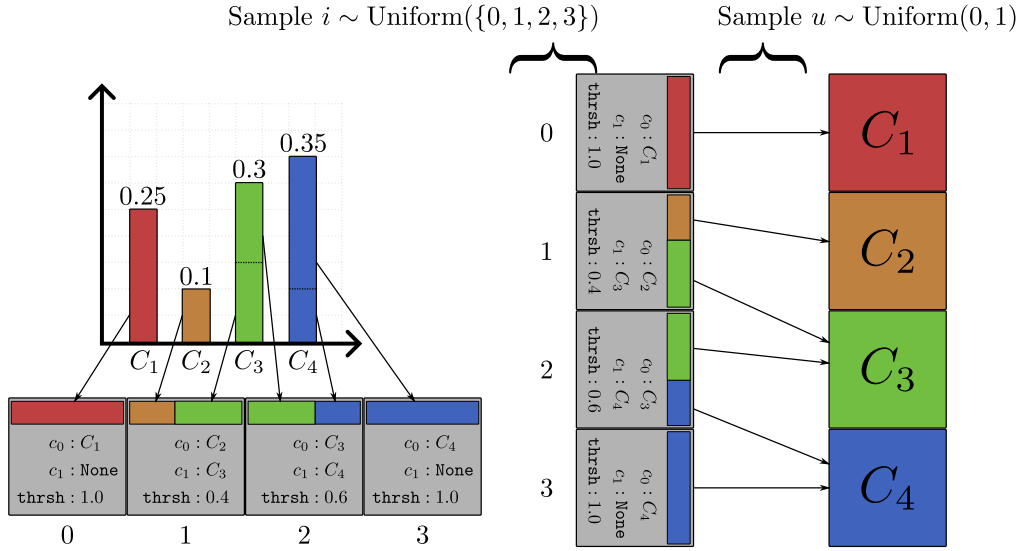 Sample i ∼ Uniform({0, 1, 2, 3})
Sample u ∼ Uniform(0, 1)
0.25
0.1
0.3
0.35
C₁
C₂
C₃
C₄
c₀ : C₁
c₁ : None
thrsh : 1.0
c₀ : C₂
c₁ : C₃
thrsh : 0.4
c₀ : C₃
c₁ : C₄
thrsh : 0.6
c₀ : C₄
c₁ : None
thrsh : 1.0
0
1
2
3
0
c₀ : C₁
c₁ : None
thrsh : 1.0
C₁
1
c₀ : C₂
c₁ : C₃
thrsh : 0.4
C₂
2
c₀ : C₃
c₁ : C₄
thrsh : 0.6
C₃
3
c₀ : C₄
c₁ : None
thrsh : 1.0
C₄